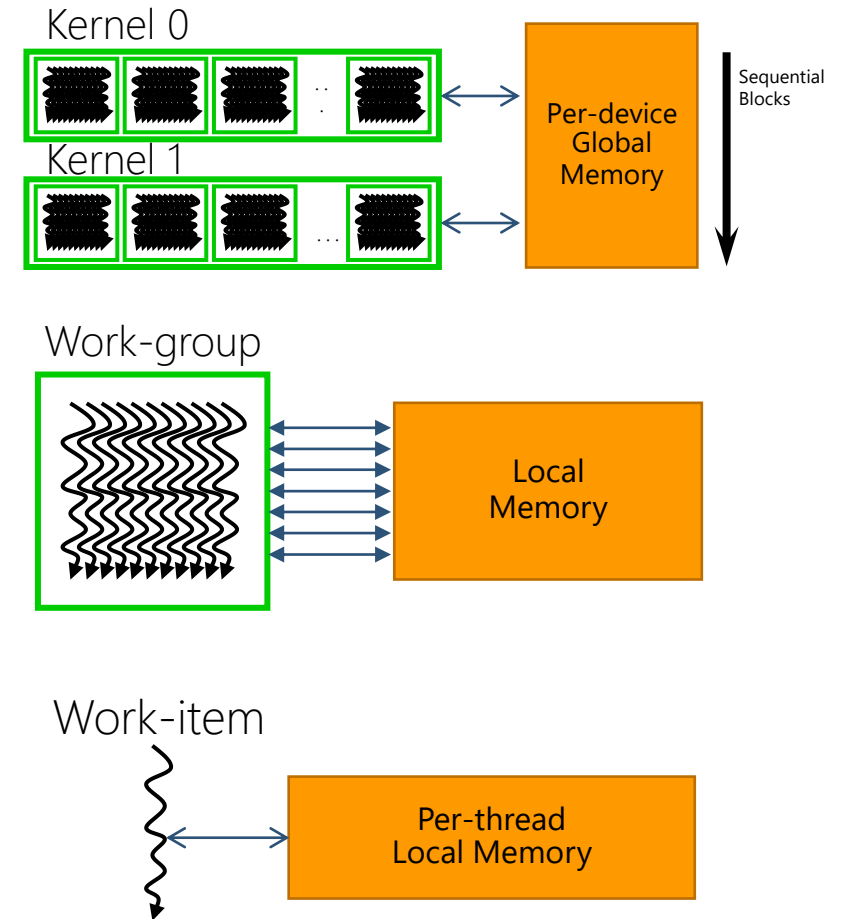 Kernel 0
. .
.
Per-device
Global
Memory
Sequential
Blocks
Kernel 1
...
Work-group
Local
Memory
Work-item
Per-thread
Local Memory